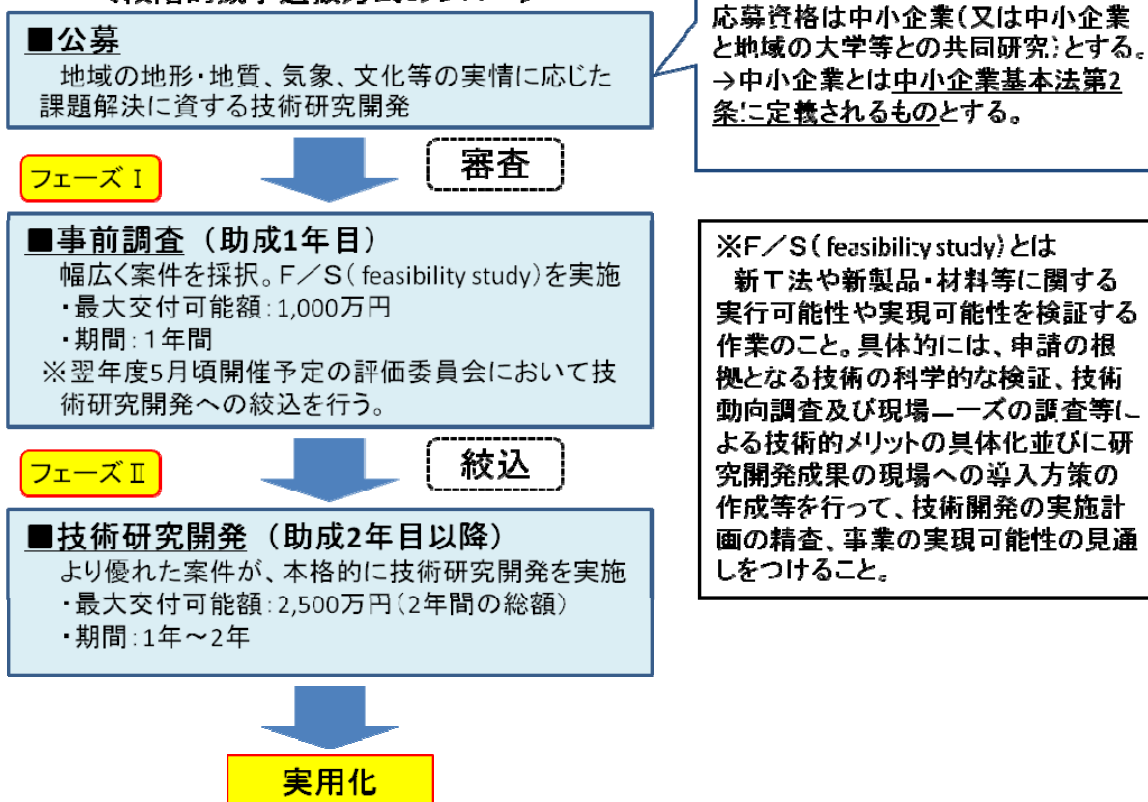 ■公募
地域の地形・地質、気象、文化等の実情に応じた
課題解決に資する技術研究開発
応募資格は中小企業(又は中小企業
と地域の大学等との共同研究)とする。
→中小企業とは中小企業基本法第2
条に定義されるものとする。
フェーズⅠ
審査
■事前調査（助成1年目）
幅広く案件を採択。F／S( feasibility study)を実施
・最大交付可能額：1,000万円
・期間：1年間
※翌年度5月頃開催予定の評価委員会において技
術研究開発への絞込を行う。
フェーズⅡ
絞込
■技術研究開発（助成2年目以降）
より優れた案件が、本格的に技術研究開発を実施
・最大交付可能額：2,500万円（2年間の総額）
・期間：1年～2年
実用化
※F／S( feasibility study)とは
新工法や新製品・材料等に関する
実行可能性や実現可能性を検証する
作業のこと。具体的には、申請の根
拠となる技術の科学的な検証、技術
動向調査及び現場ニーズの調査等に
よる技術的メリットの具体化並びに研
究開発成果の現場への導入方策の
作成等を行って、技術開発の実施計
画の精査、事業の実現可能性の見通
しをつけること。